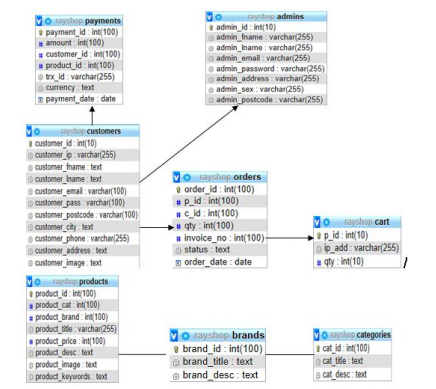 rayshop payments
payment_id : int(100)
amount : int(100)
customer_id : int(100)
product_id : int(100)
trx_id : varchar(255)
currency : text
payment_date : date
rayshop admins
admin_id : int(10)
admin_fname : varchar(255)
admin_lname : varchar(255)
admin_email : varchar(255)
admin_password : varchar(255)
admin_address : varchar(255)
admin_sex : varchar(255)
admin_postcode : varchar(255)
rayshop customers
customer_id : int(10)
customer_ip : varchar(255)
customer_fname : text
customer_lname : text
customer_email : varchar(100)
customer_pass : varchar(100)
customer_postcode : varchar(100)
customer_city : text
customer_phone : varchar(255)
customer_address : text
customer_image : text
rayshop orders
order_id : int(100)
p_id : int(100)
c_id : int(100)
qty : int(100)
invoice_no : int(100)
status : text
order_date : date
rayshop cart
p_id : int(10)
ip_add : varchar(255)
qty : int(10)
rayshop products
product_id : int(100)
product_cat : int(100)
product_brand : int(100)
product_title : varchar(255)
product_price : int(100)
product_desc : text
product_image : text
product_keywords : text
rayshop brands
brand_id : int(100)
brand_title : text
brand_desc : text
rayshop categories
cat_id : int(100)
cat_title : text
cat_desc : text